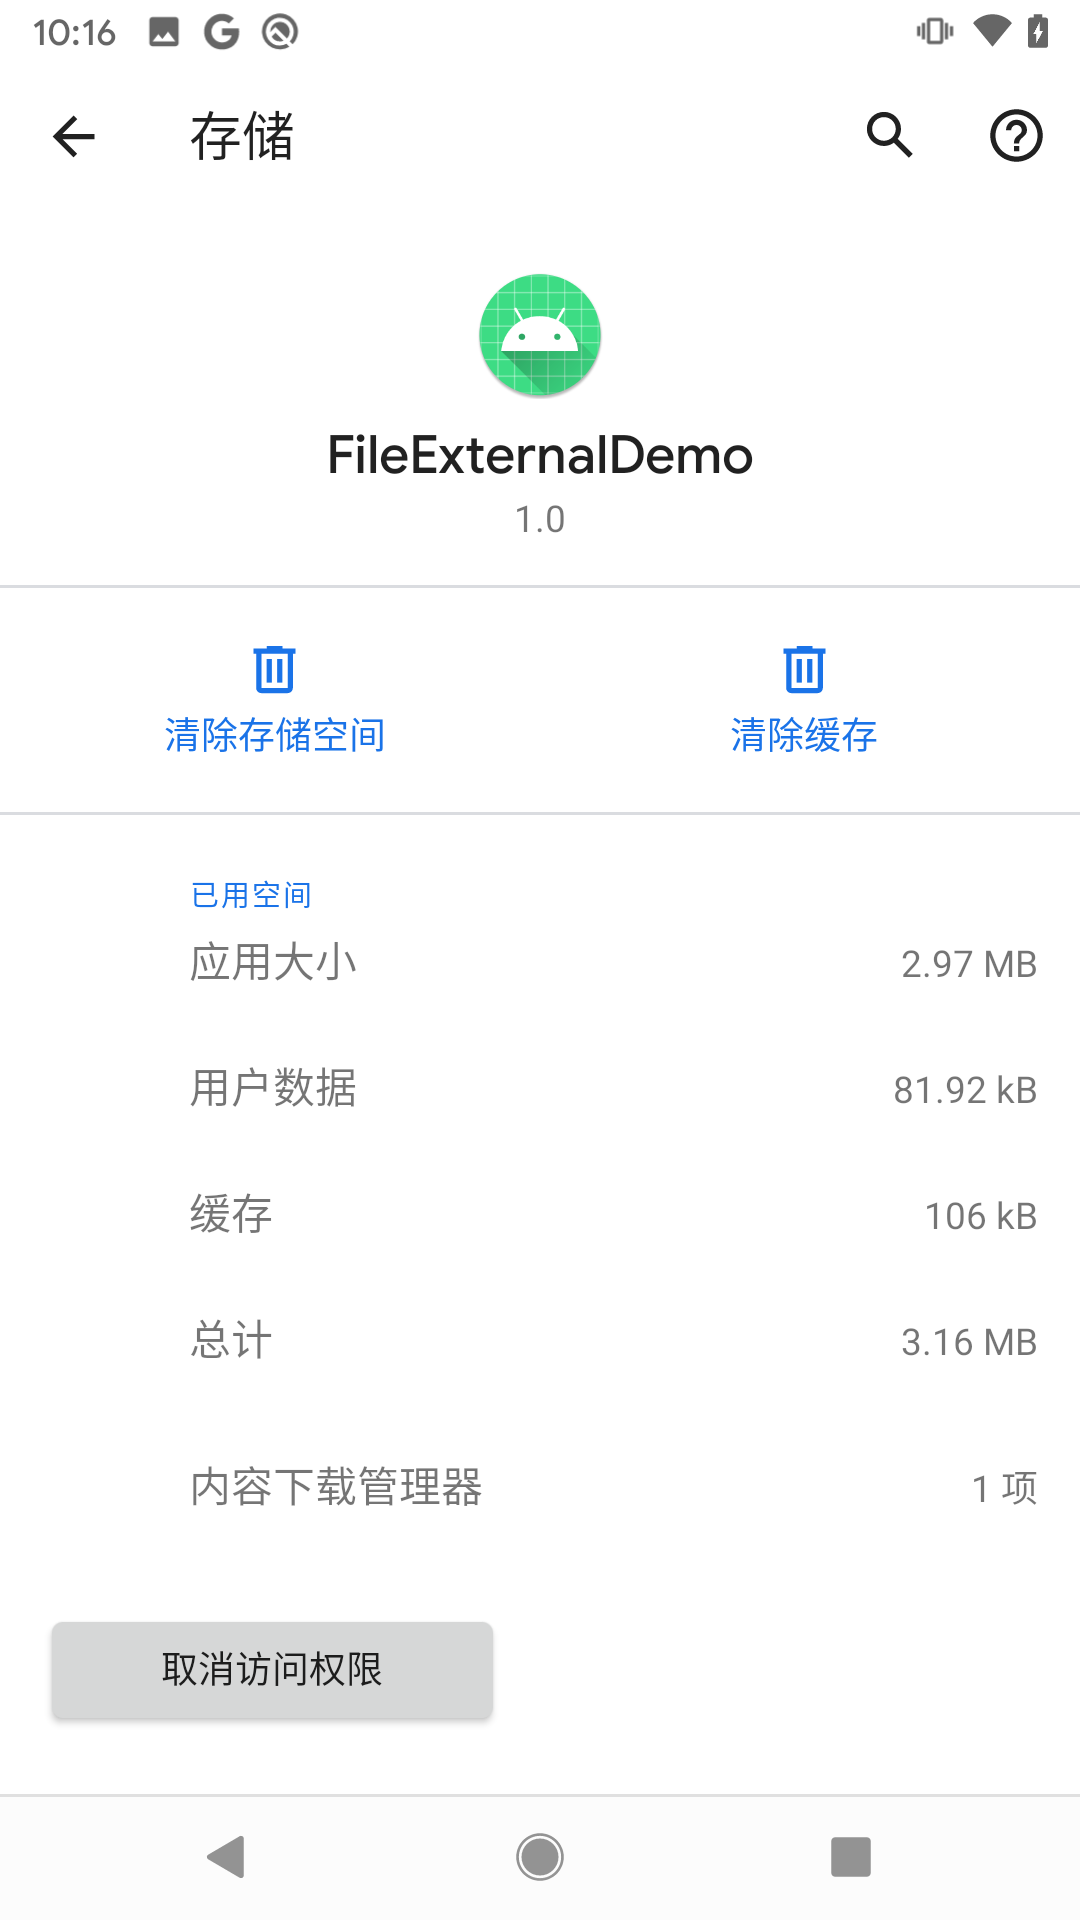 10:16
存储
FileExternalDemo
1.0
清除存储空间
清除缓存
已用空间
应用大小 2.97 MB
用户数据 81.92 kB
缓存 106 kB
总计 3.16 MB
内容下载管理器 1 项
取消访问权限